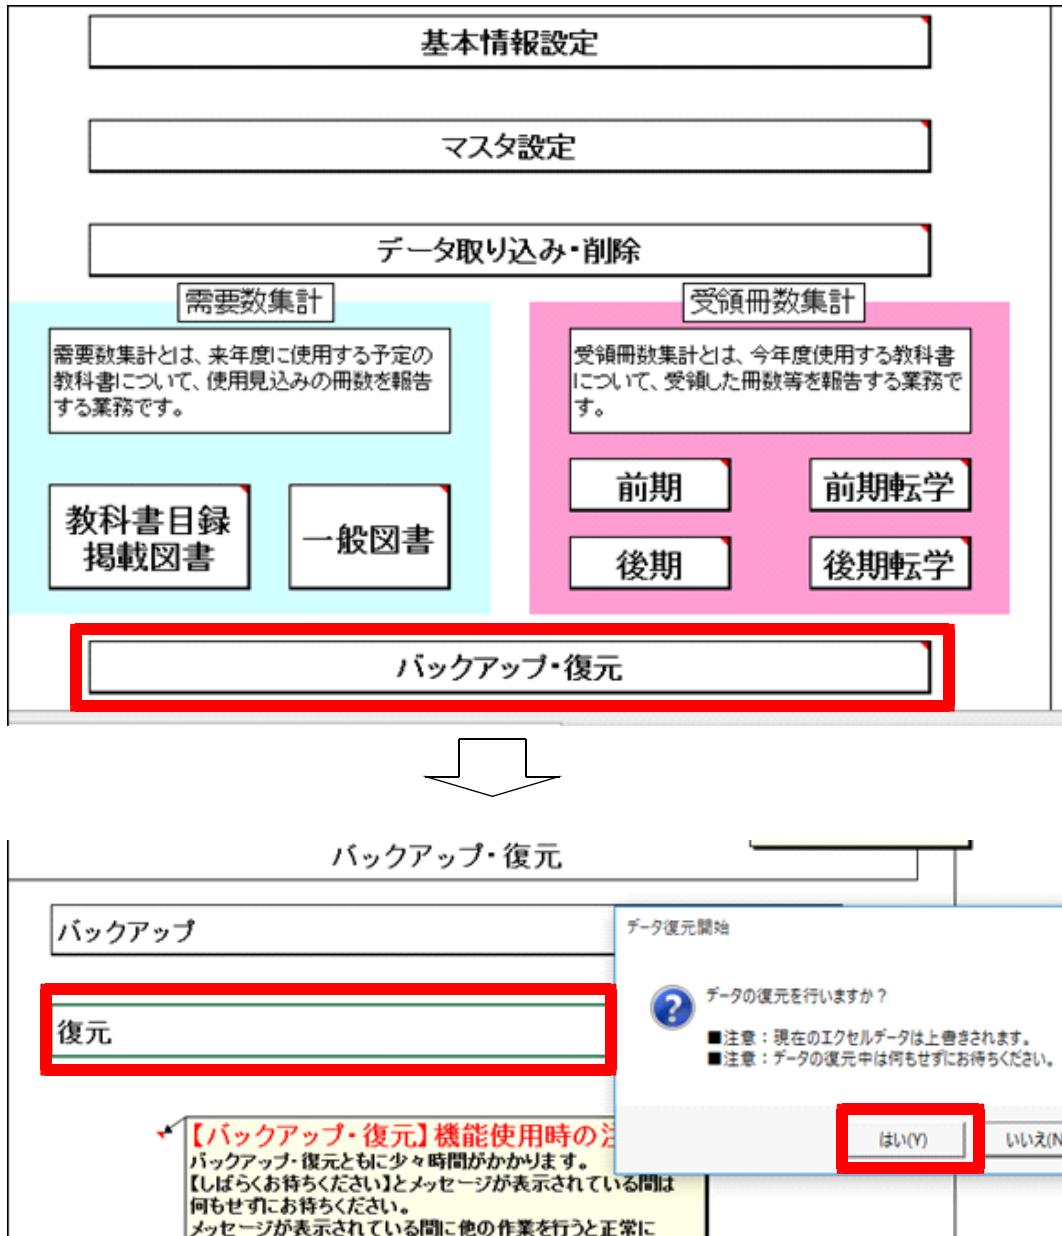 基本情報設定
マスタ設定
データ取り込み・削除
需要数集計
需要数集計とは、来年度に使用する予定の
教科書について、使用見込みの冊数を報告
する業務です。
教科書目録
掲載図書
一般図書
受領冊数集計
受領冊数集計とは、今年度使用する教科書
について、受領した冊数等を報告する業務で
す。
前期
前期転学
後期
後期転学
バックアップ・復元
バックアップ・復元
バックアップ
復元
データ復元開始
データの復元を行いますか？
■注意：現在のエクセルデータは上書きされます。
■注意：データの復元中は何もせずにお待ちください。
はい(Y)
いいえ(N
【バックアップ・復元】機能使用時の
バックアップ・復元ともに少々時間がかかります。
【しばらくお待ちください】とメッセージが表示されている間は
何もせずにお待ちください。
メッセージが表示されている間に他の作業を行うと正常に